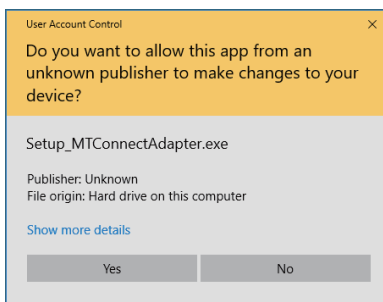 User Account Control
Do you want to allow this app from an
unknown publisher to make changes to your
device?
Setup_MTConnectAdapter.exe
Publisher: Unknown
File origin: Hard drive on this computer
Show more details
Yes
No